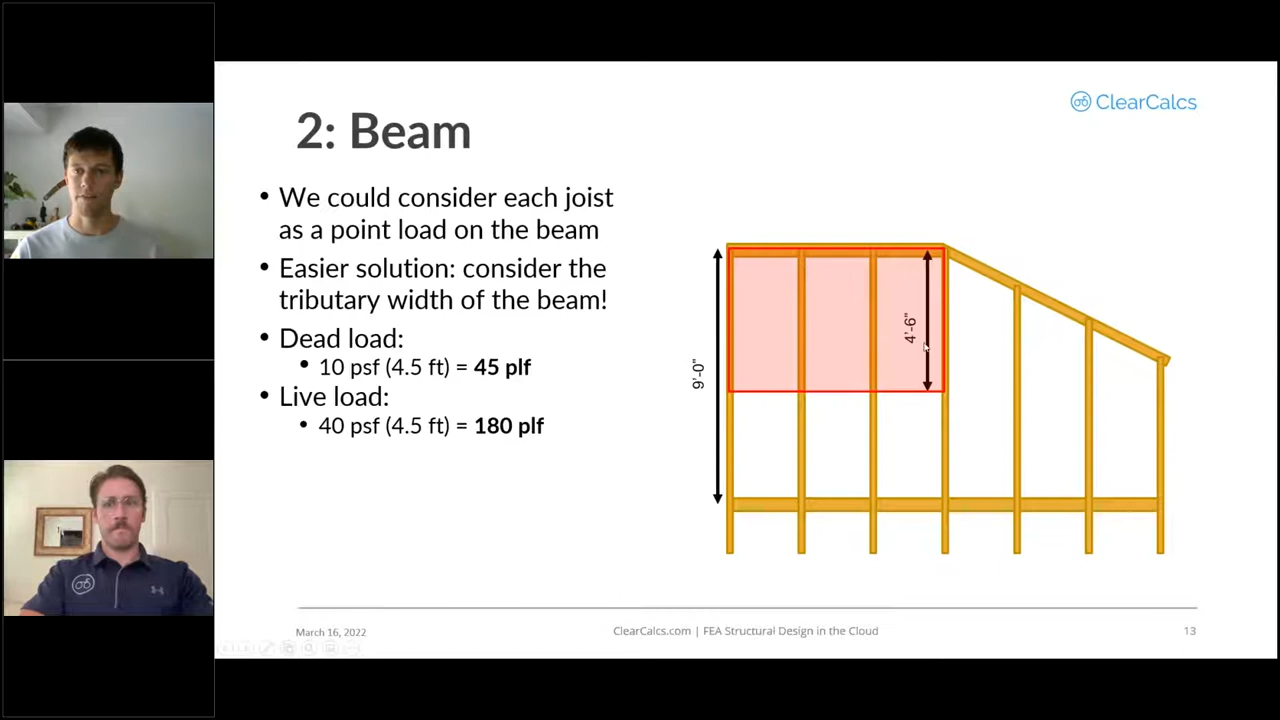 ClearCalcs
2: Beam
• We could consider each joist
as a point load on the beam
• Easier solution: consider the
tributary width of the beam!
• Dead load:
• 10 psf (4.5 ft) = 45 plf
• Live load:
• 40 psf (4.5 ft) = 180 plf
9'-0"
4'-6"
March 16, 2022
ClearCalcs.com | FEA Structural Design in the Cloud
13